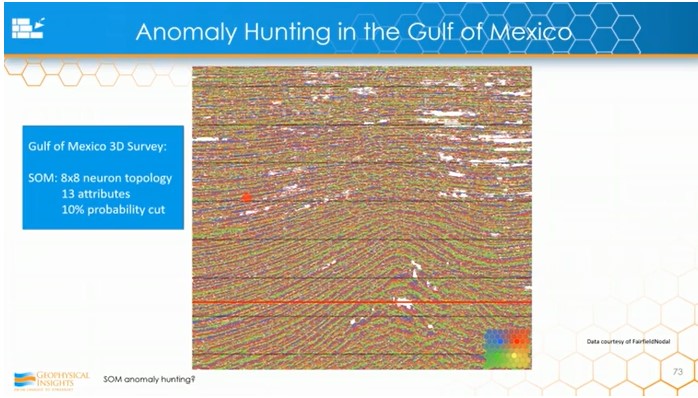 Anomaly Hunting in the Gulf of Mexico
Gulf of Mexico 3D Survey:
SOM: 8x8 neuron topology
13 attributes
10% probability cut
Data courtesy of FairfieldNodal
GEOPHYSICAL
INSIGHTS
SOM anomaly hunting?
73